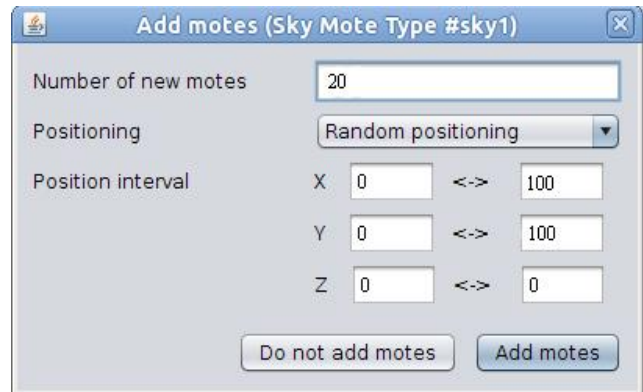 Add motes (Sky Mote Type #sky1)
Number of new motes 20
Positioning Random positioning
Position interval X 0 <-> 100
Y 0 <-> 100
Z 0 <-> 0
Do not add motes Add motes